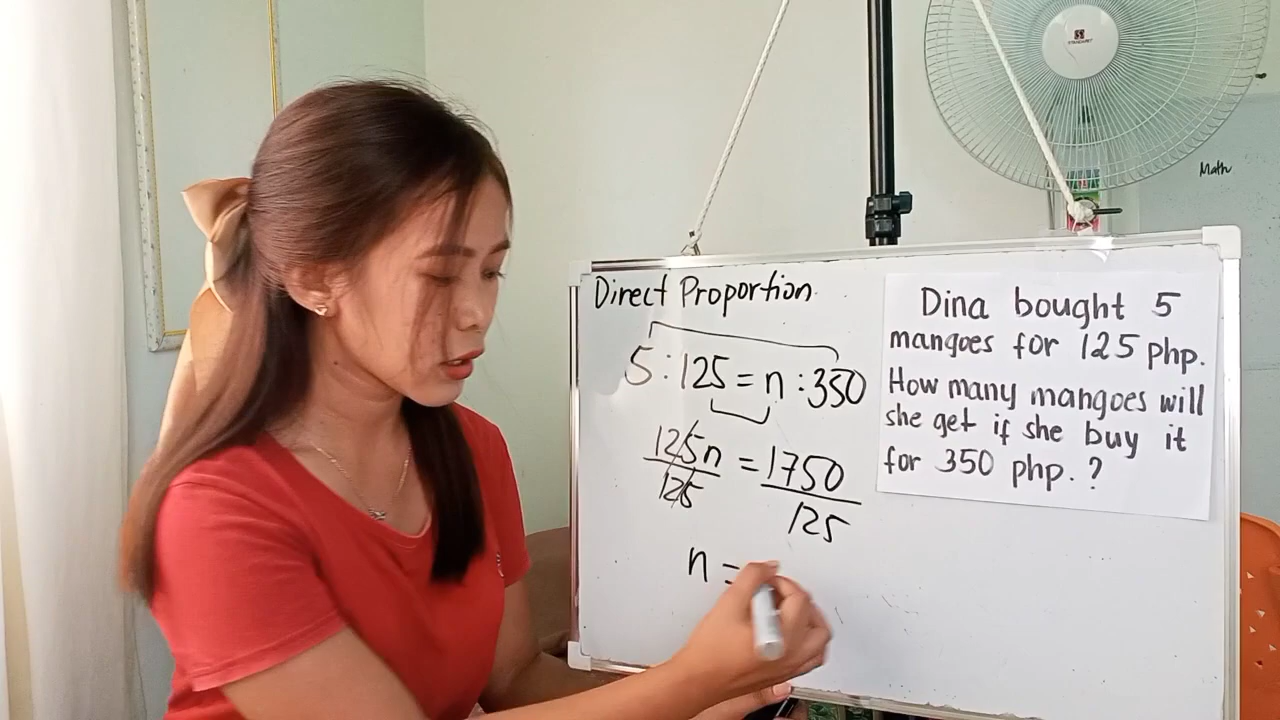 STANDARD
Math
Direct Proportion.
5 : 125 = n : 350
125n = 1750
125 125
n =
Dina bought 5
mangoes for 125 php.
How many mangoes will
she get if she buy it
for 350 php. ?